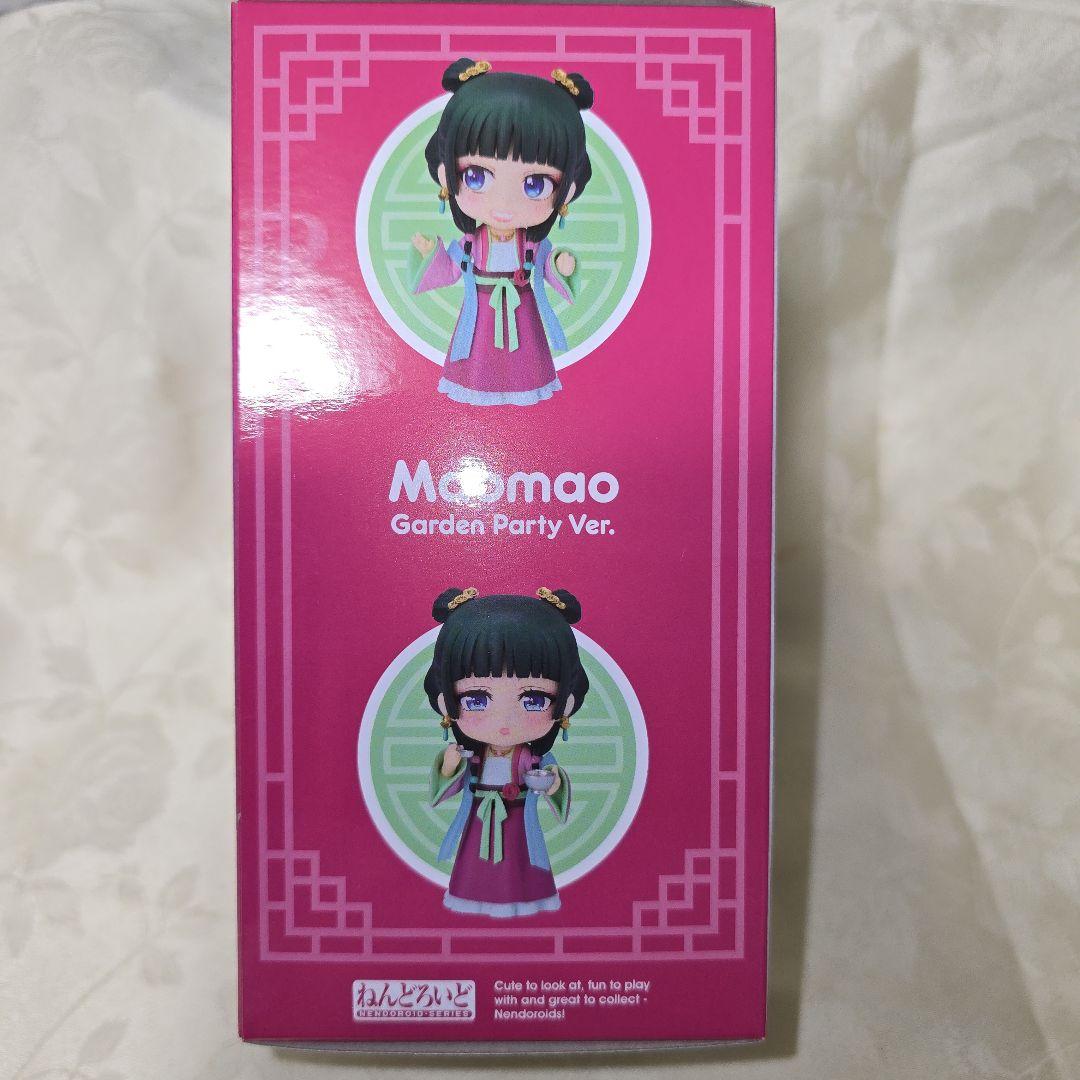 Maomao
Garden Party Ver.
ねんどろいど
NENDOROID·SERIES
Cute to look at, fun to play
with and great to collect -
Nendoroids!